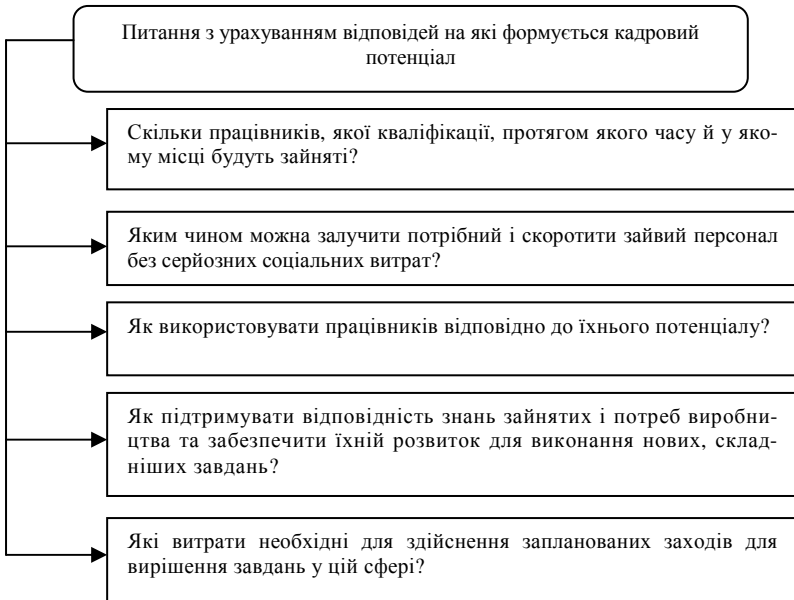 Питання з урахуванням відповідей на які формується кадровий
потенціал
Скільки працівників, якої кваліфікації, протягом якого часу й у яко-
му місці будуть зайняті?
Яким чином можна залучити потрібний і скоротити зайвий персонал
без серйозних соціальних витрат?
Як використовувати працівників відповідно до їхнього потенціалу?
Як підтримувати відповідність знань зайнятих і потреб виробни-
цтва та забезпечити їхній розвиток для виконання нових, склад-
ніших завдань?
Які витрати необхідні для здійснення запланованих заходів для
вирішення завдань у цій сфері?